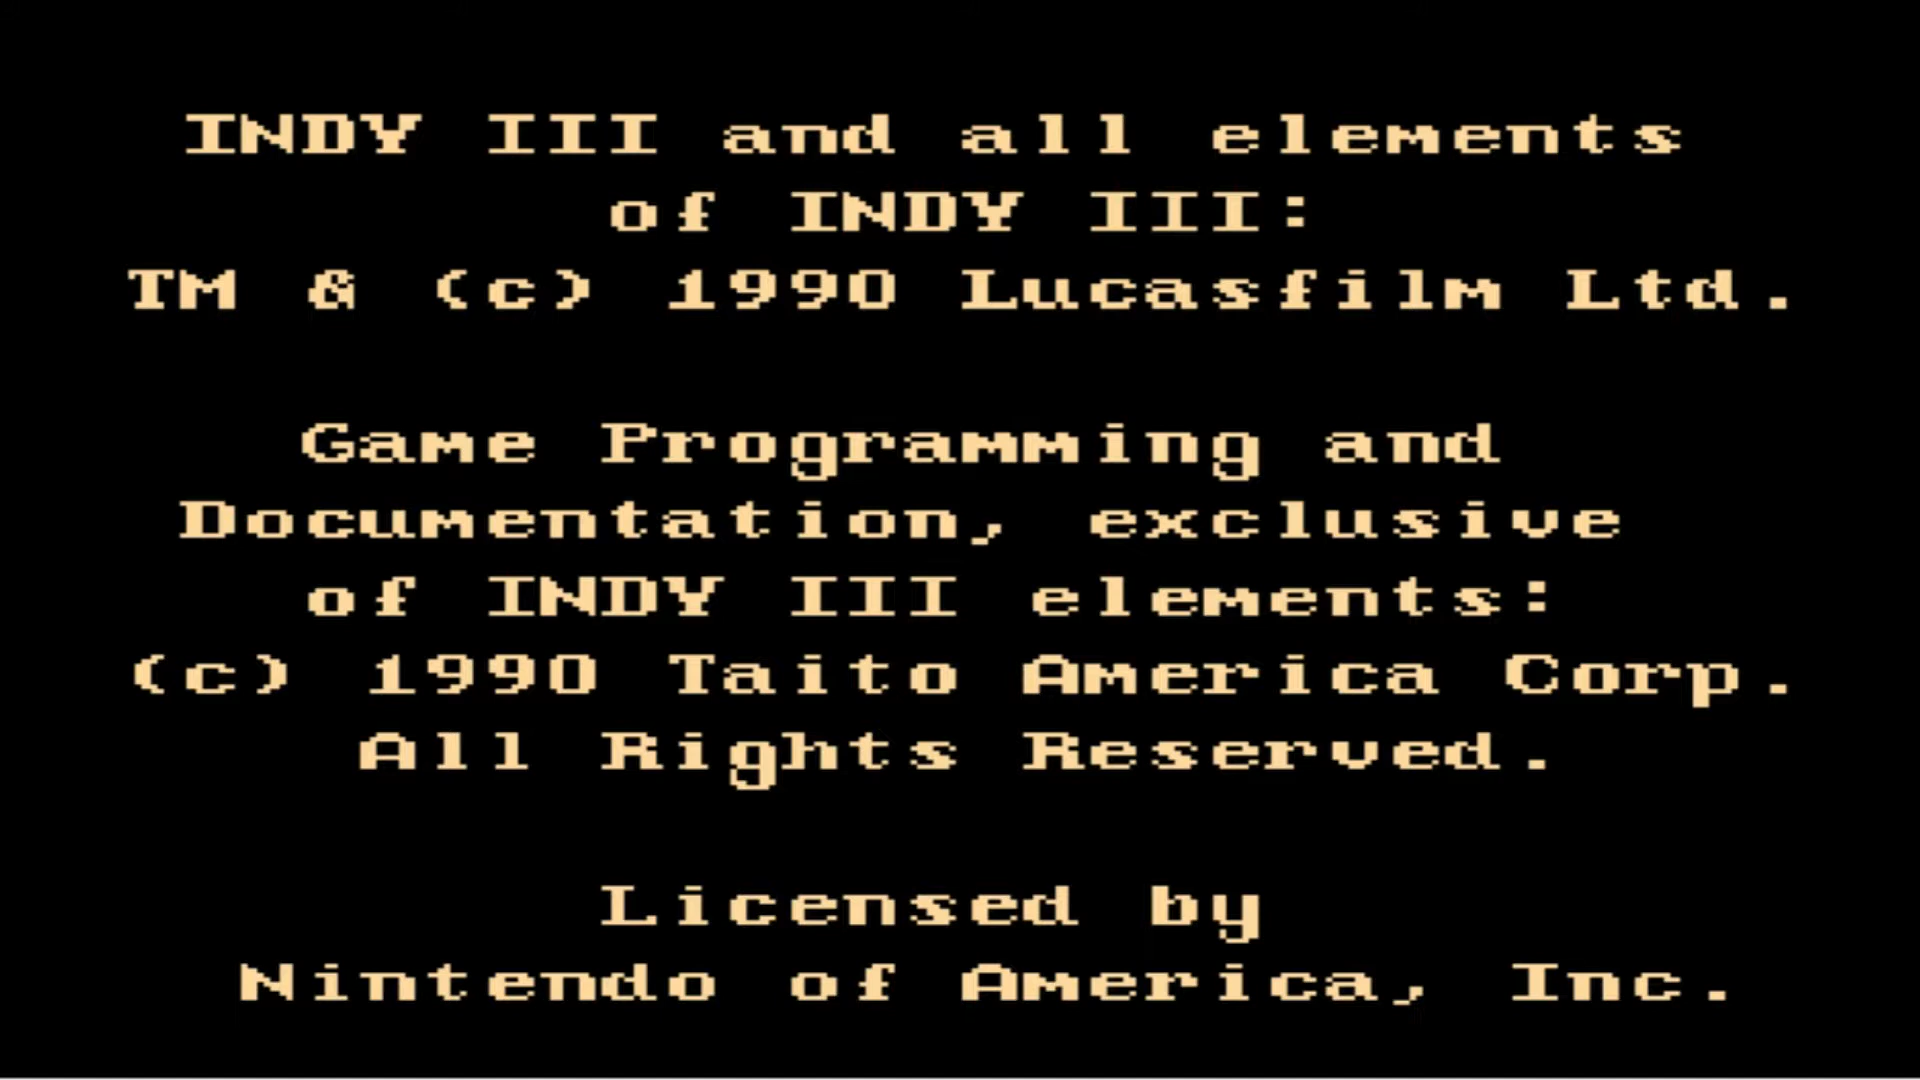 INDY III and all elements
of INDY III:
TM & (c) 1990 Lucasfilm Ltd.
Game Programming and
Documentation, exclusive
of INDY III elements:
(c) 1990 Taito America Corp.
All Rights Reserved.
Licensed by
Nintendo of America, Inc.